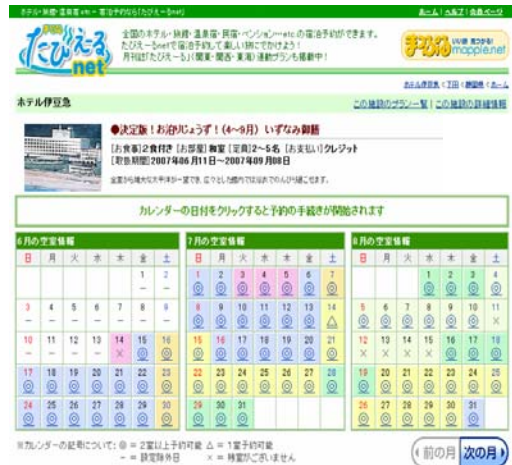 ホテル・旅館・温泉宿 etc - 宿泊予約なら「たびえ～るnet」
ホーム | ヘルプ | 会員ページ
たびえ～る net
全国のホテル・旅館・温泉宿・民宿・ペンション…etc.の宿泊予約ができます。
たびえ～るnetで宿泊予約して楽しい旅にでかけよう！
月刊誌「たびえ～る」(関東・関西・東海)連動プランも掲載中！
まっぷる mapple.net
ホテル伊豆急 < 下田 < 静岡県 < ホーム
ホテル伊豆急
この施設のプラン一覧 | この施設の詳細情報
●決定版！お泊りじょうず！(4～9月) いずなみ御膳
[お食事]2食付き [お部屋]和室 [定員]2～5名 [お支払い]クレジット
[取扱期間]2007年06月11日～2007年09月08日
カレンダーの日付をクリックすると予約の手続きが開始されます
6月の空室情報
日 月 火 水 木 金 土
1 2
－ －
3 4 5 6 7 8 9
－ － － － － － －
10 11 12 13 14 15 16
－ － － － × ◎ ◎
17 18 19 20 21 22 23
◎ ◎ ◎ ◎ ◎ ◎ ◎
24 25 26 27 28 29 30
◎ ◎ ◎ ◎ ◎ ◎ ◎
7月の空室情報
日 月 火 水 木 金 土
1 2 3 4 5 6 7
◎ ◎ ◎ ◎ ◎ ◎ ◎
8 9 10 11 12 13 14
◎ ◎ ◎ ◎ ◎ ◎ △
15 16 17 18 19 20 21
◎ ◎ ◎ ◎ ◎ ◎ ◎
22 23 24 25 26 27 28
◎ ◎ ◎ ◎ ◎ ◎ ◎
29 30 31
◎ ◎ ◎
8月の空室情報
日 月 火 水 木 金 土
1 2 3 4
◎ ◎ ◎ ◎
5 6 7 8 9 10 11
◎ ◎ ◎ ◎ ◎ ◎ ×
12 13 14 15 16 17 18
× × × × ◎ ◎ ◎
19 20 21 22 23 24 25
◎ ◎ ◎ ◎ ◎ ◎ ◎
26 27 28 29 30 31
◎ ◎ ◎ ◎ ◎ ◎
※カレンダーの記号について: ◎ = 2室以上予約可能 △ = 1室予約可能
－ = 設定除外日 × = 残室がございません
前の月 次の月